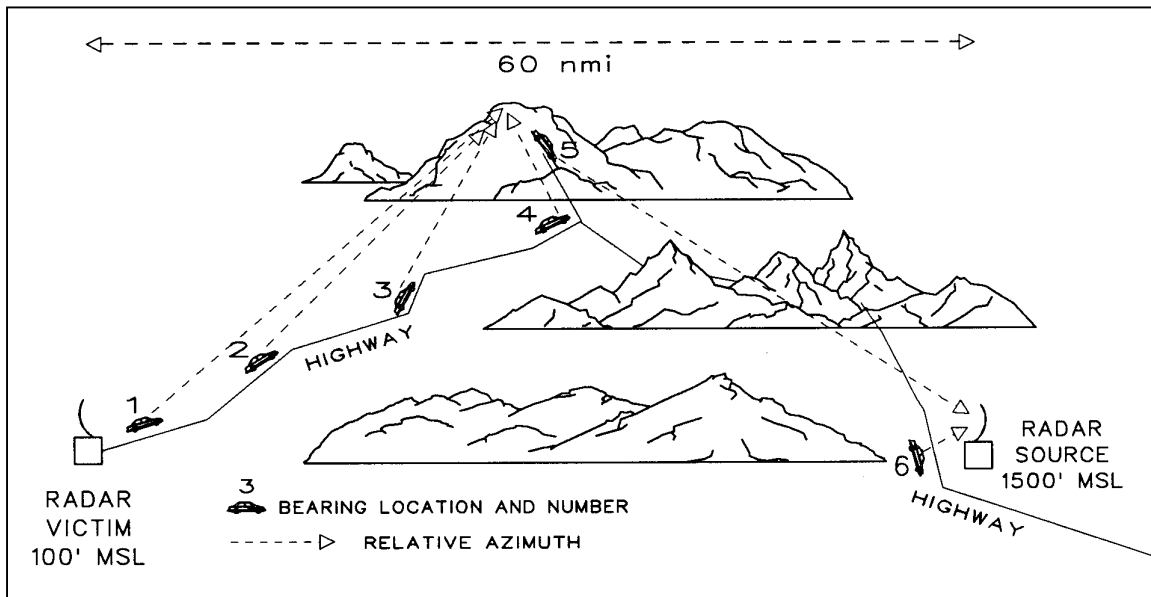 60 nmi
5
4
3
HIGHWAY
2
1
6
RADAR
VICTIM
100' MSL
RADAR
SOURCE
1500' MSL
HIGHWAY
3
BEARING LOCATION AND NUMBER
RELATIVE AZIMUTH